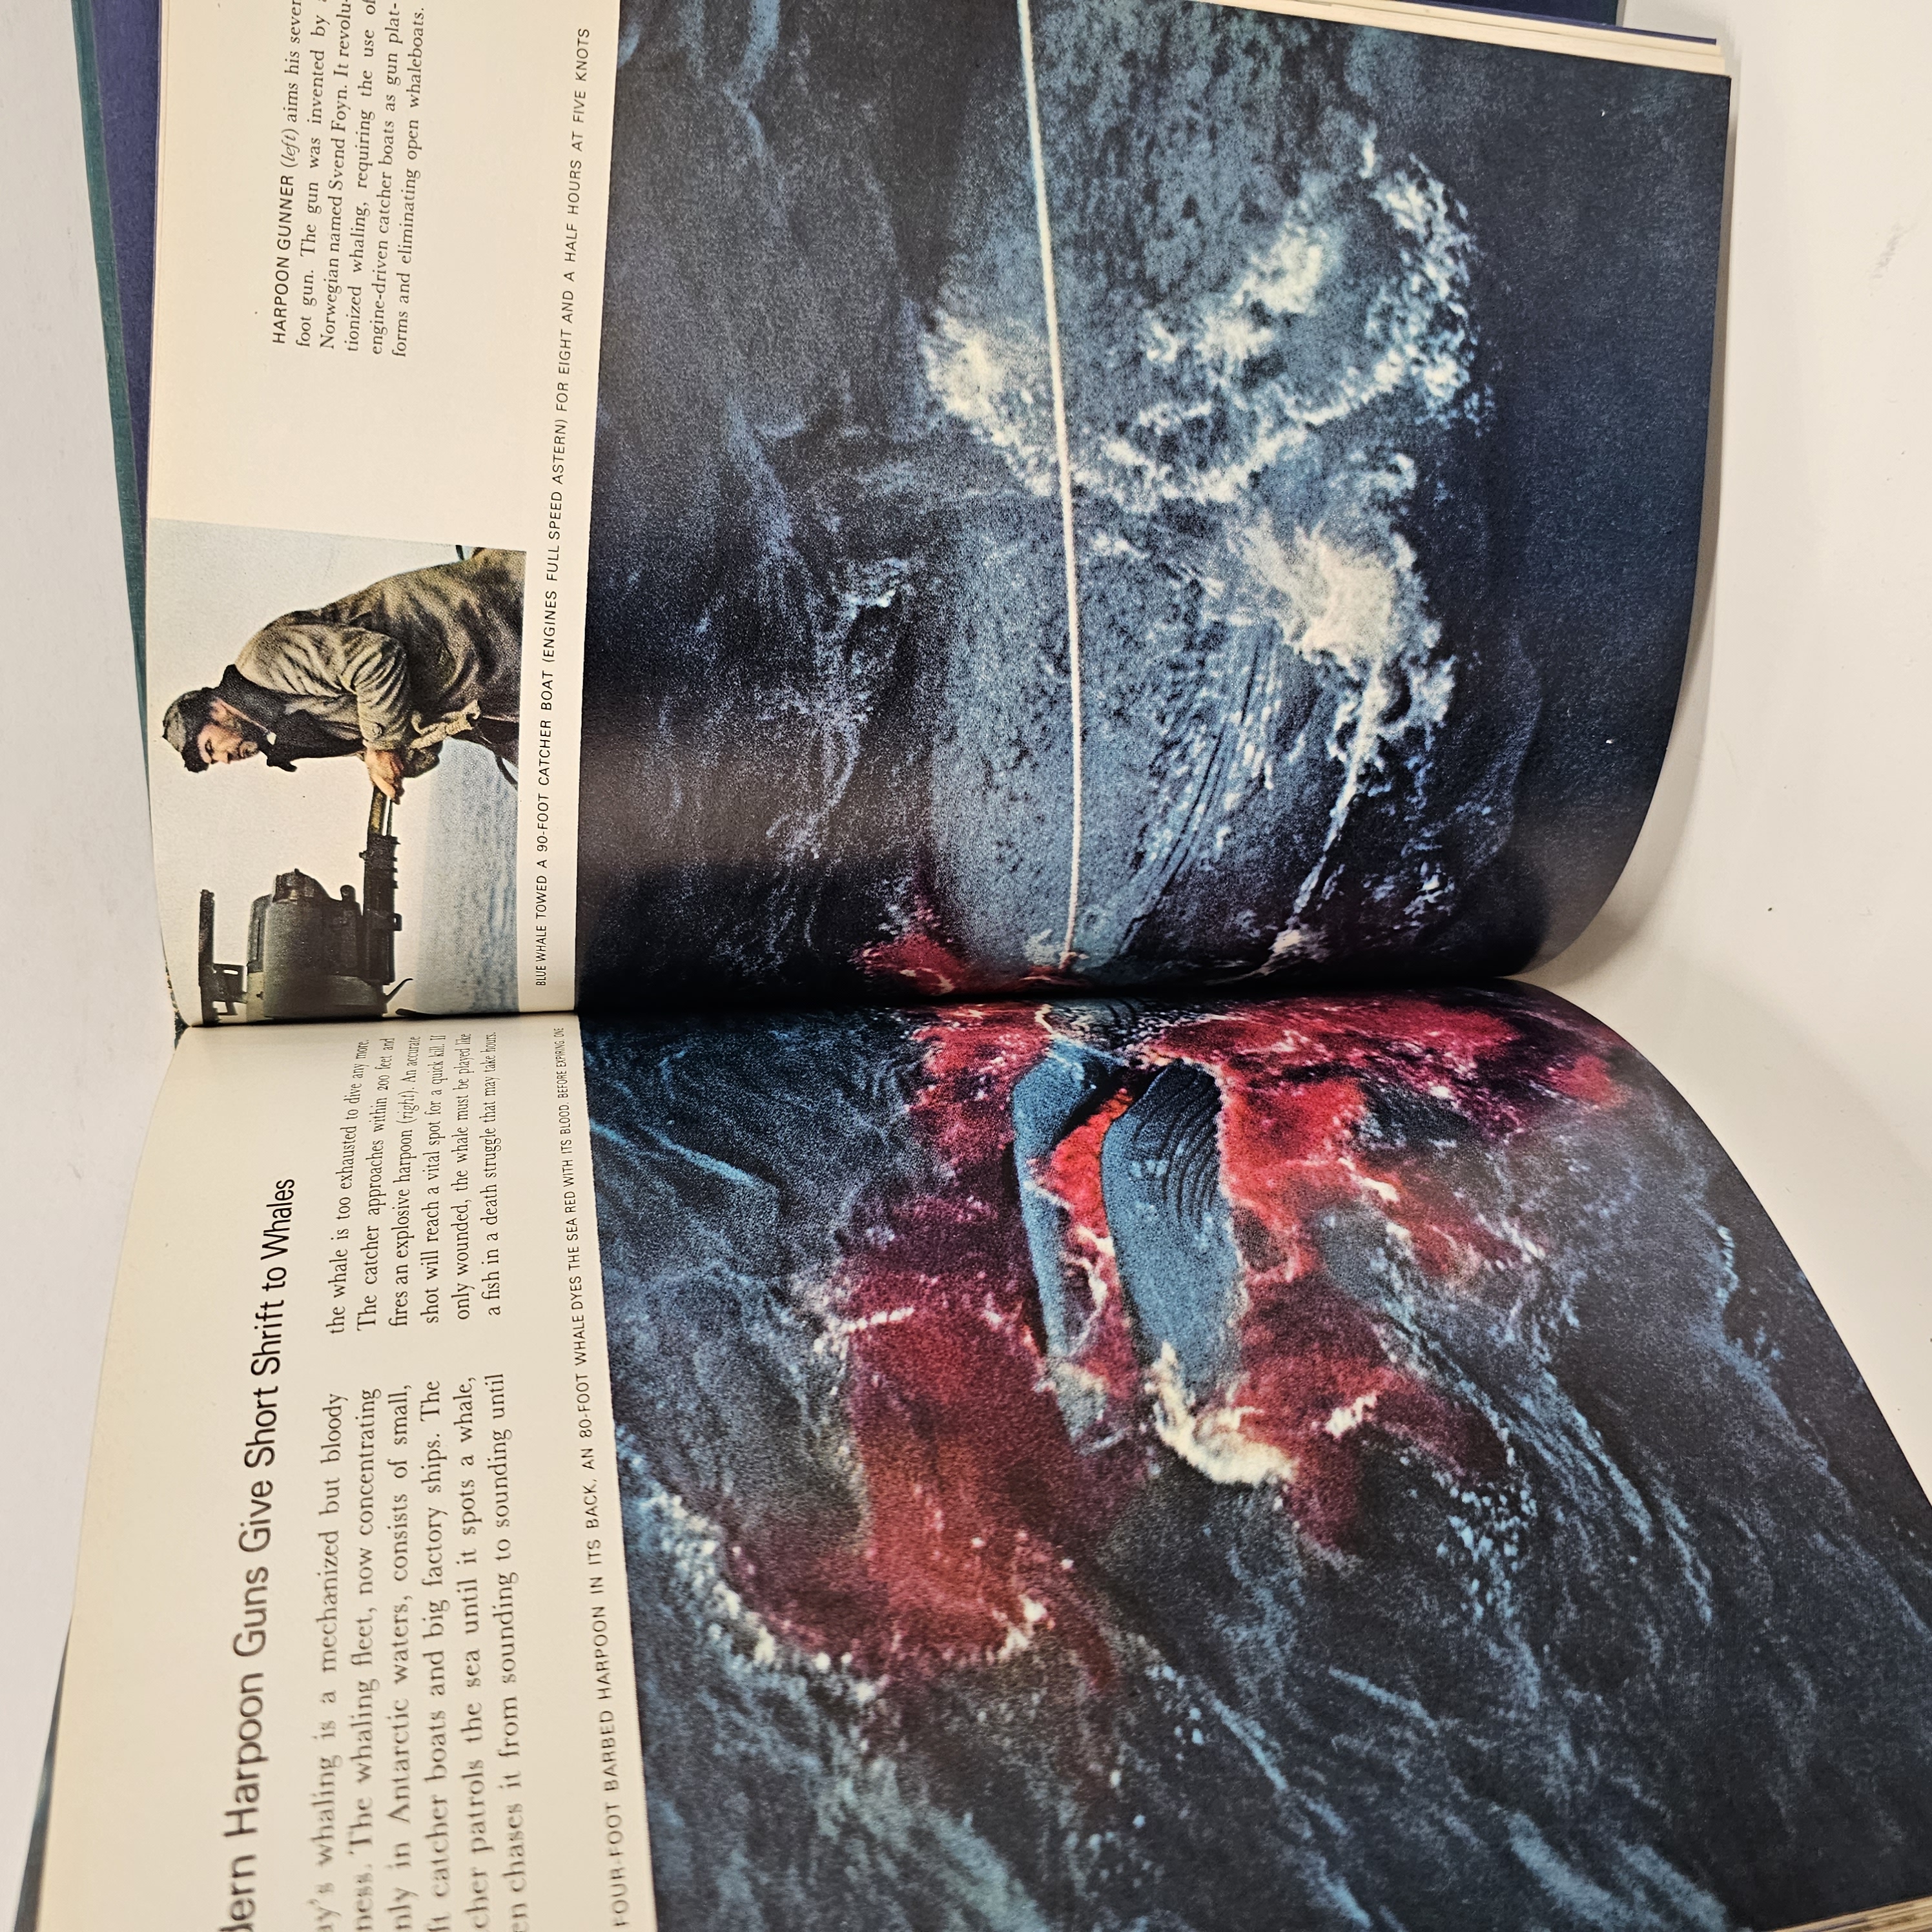 dern Harpoon Guns Give Short Shrift to Whales
ay's whaling is a mechanized but bloody
ness. The whaling fleet, now concentrating
nly in Antarctic waters, consists of small,
ft catcher boats and big factory ships. The
cher patrols the sea until it spots a whale,
en chases it from sounding to sounding until
the whale is too exhausted to dive any more.
The catcher approaches within 200 feet and
fires an explosive harpoon (right). An accurate
shot will reach a vital spot for a quick kill. If
only wounded, the whale must be played like
a fish in a death struggle that may take hours.
FOUR-FOOT BARBED HARPOON IN ITS BACK, AN 80-FOOT WHALE DYES THE SEA RED WITH ITS BLOOD. BEFORE EXPIRING, ONE
HARPOON GUNNER (left) aims his seven
foot gun. The gun was invented by
Norwegian named Svend Foyn. It revolu-
tionized whaling, requiring the use of
engine-driven catcher boats as gun plat-
forms and eliminating open whaleboats.
BLUE WHALE TOWED A 90-FOOT CATCHER BOAT (ENGINES FULL SPEED ASTERN) FOR EIGHT AND A HALF HOURS AT FIVE KNOTS